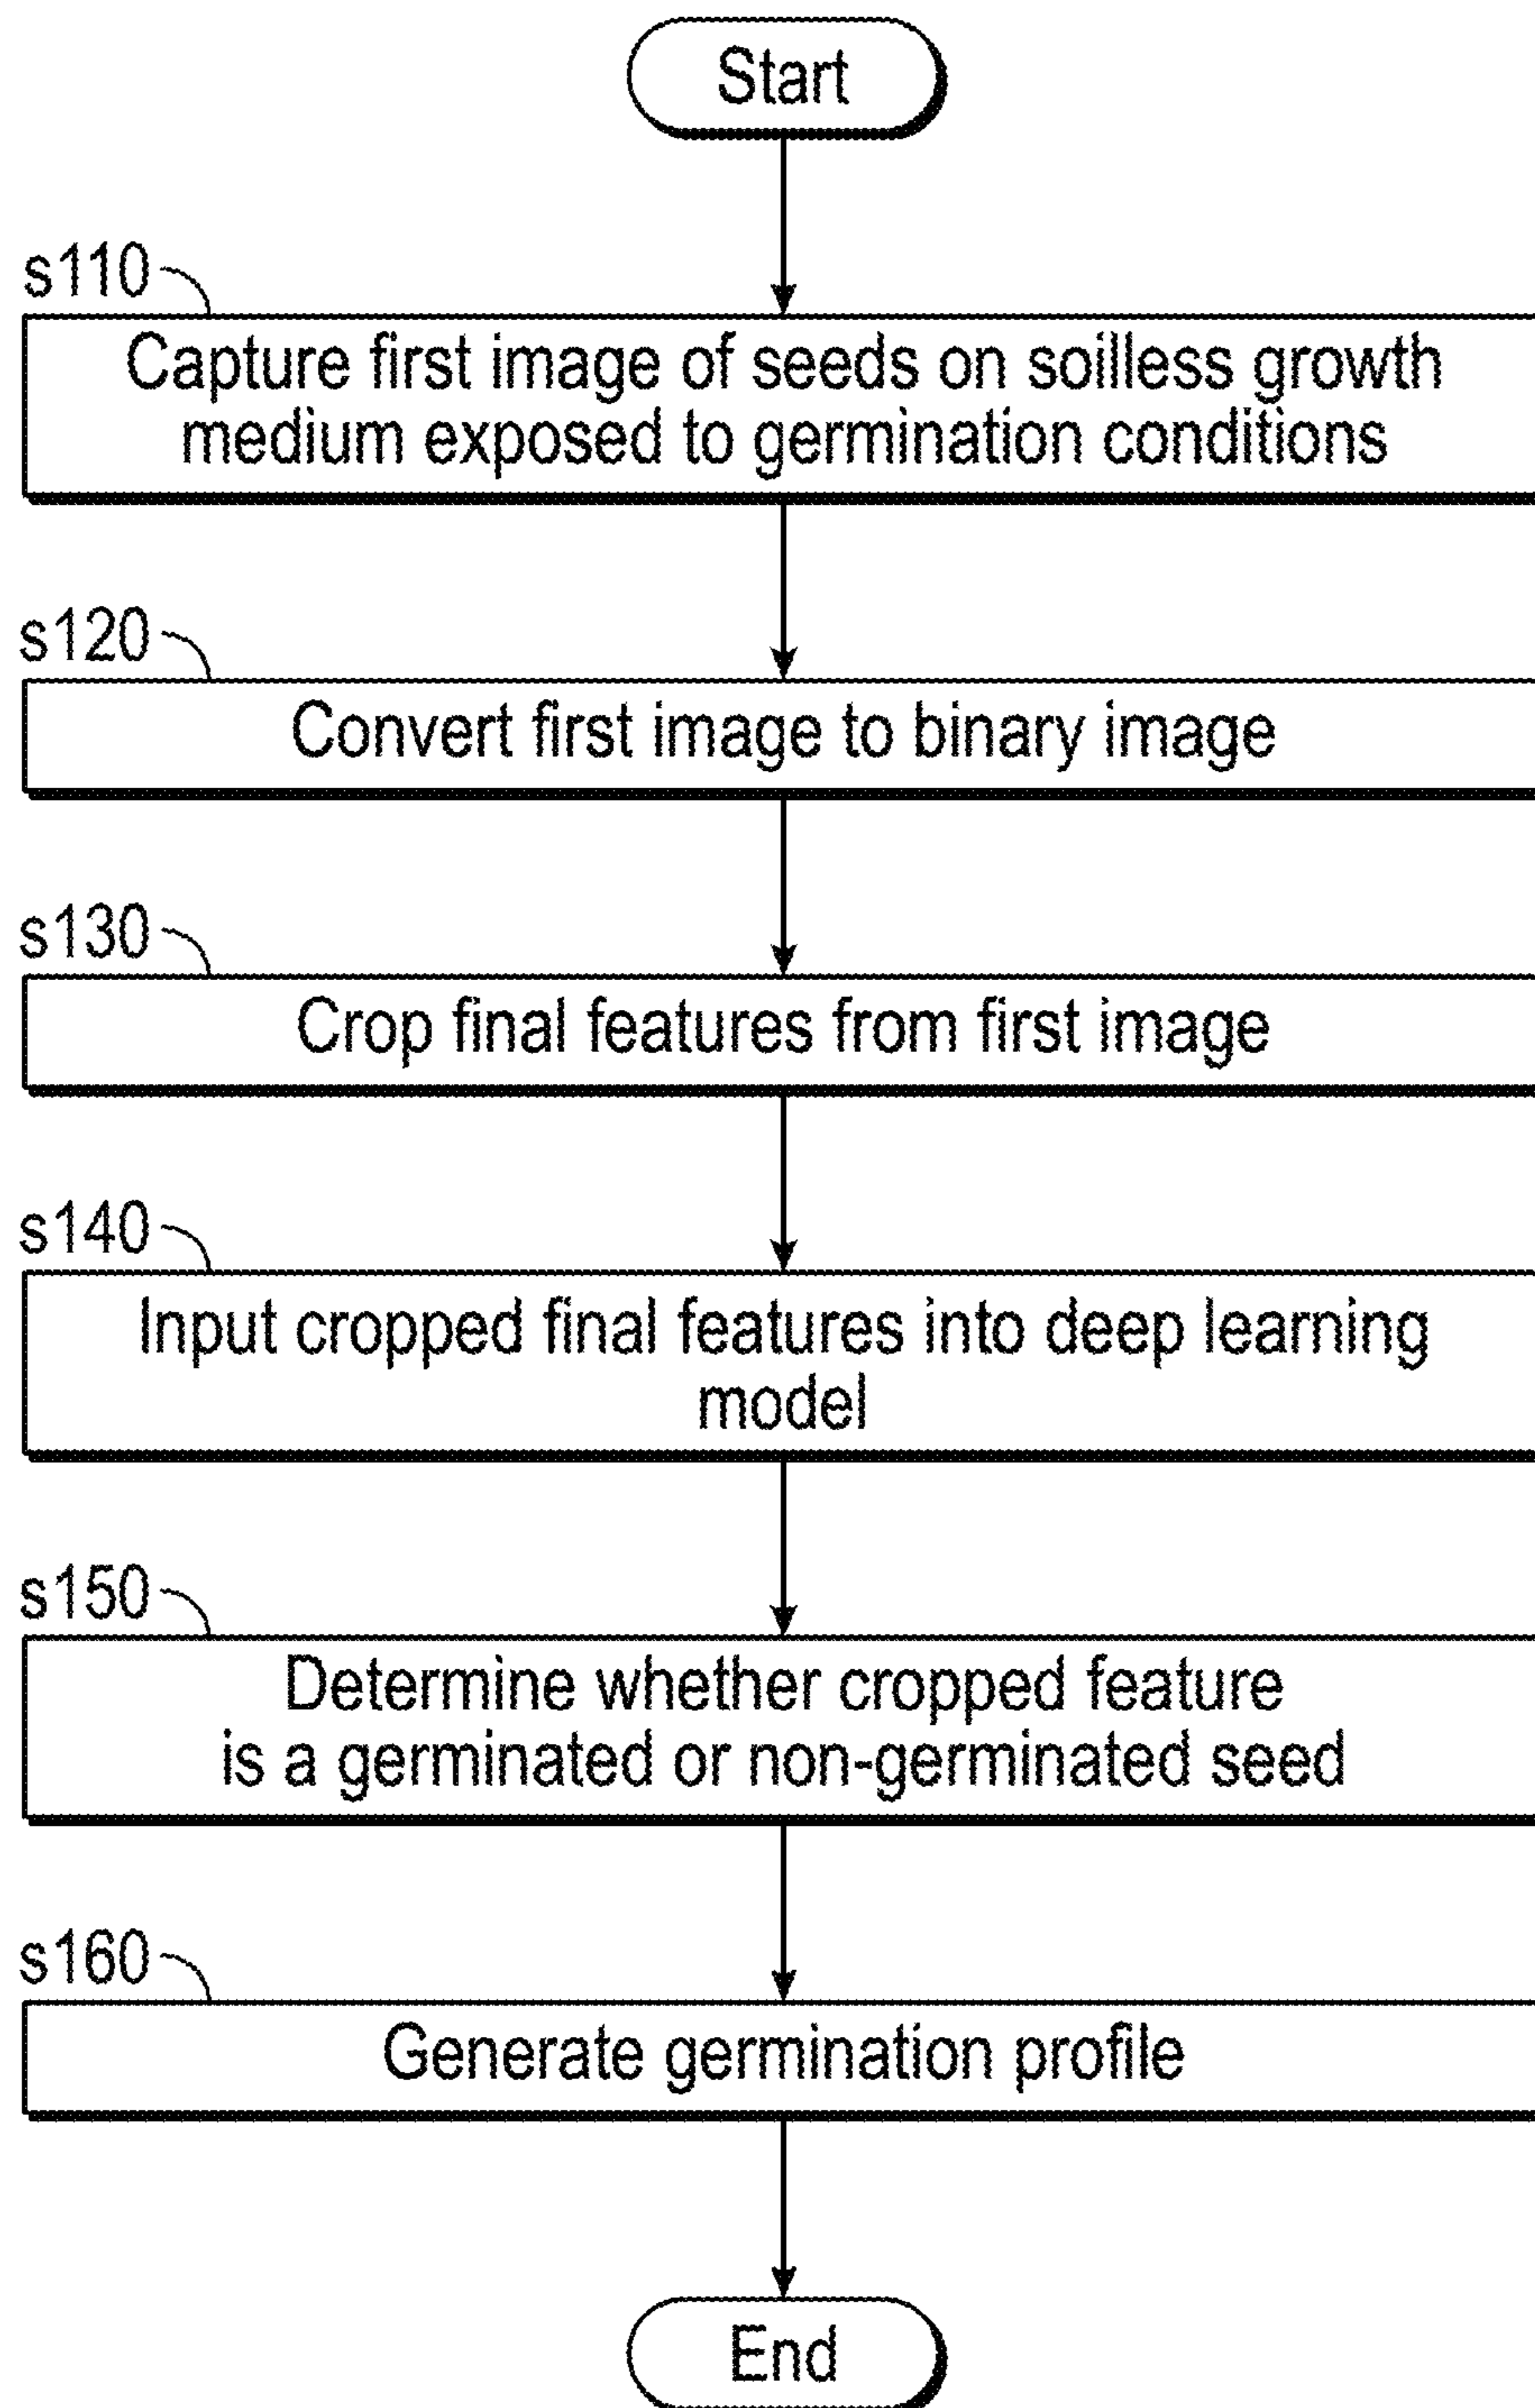 Start
s110
Capture first image of seeds on soilless growth
medium exposed to germination conditions
s120
Convert first image to binary image
s130
Crop final features from first image
s140
Input cropped final features into deep learning
model
s150
Determine whether cropped feature
is a germinated or non-germinated seed
s160
Generate germination profile
End